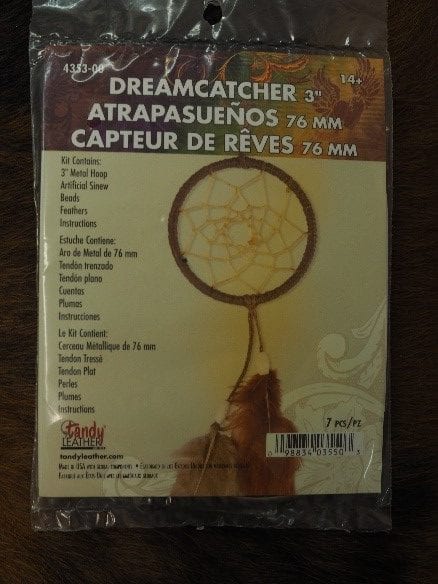 4353-00
14+
DREAMCATCHER 3"
ATRAPASUEÑOS 76 MM
CAPTEUR DE RÊVES 76 MM
Kit Contains:
3" Metal Hoop
Artificial Sinew
Beads
Feathers
Instructions
Estuche Contiene:
Aro de Metal de 76 mm
Tendón trenzado
Tendón plano
Cuentas
Plumas
Instrucciones
Le Kit Contient:
Cerceau Métallique de 76 mm
Tendon Tressé
Tendon Plat
Perles
Plumes
Instructions
Tandy
LEATHER
tandyleather.com
7 PCS/PZ
0 98834 03550 3